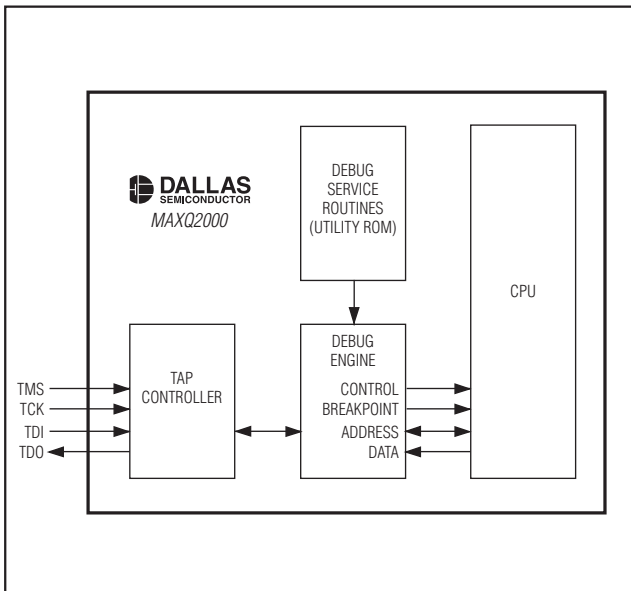 DALLAS
SEMICONDUCTOR
MAXQ2000
DEBUG
SERVICE
ROUTINES
(UTILITY ROM)
CPU
TMS
TCK
TDI
TDO
TAP
CONTROLLER
DEBUG
ENGINE
CONTROL
BREAKPOINT
ADDRESS
DATA